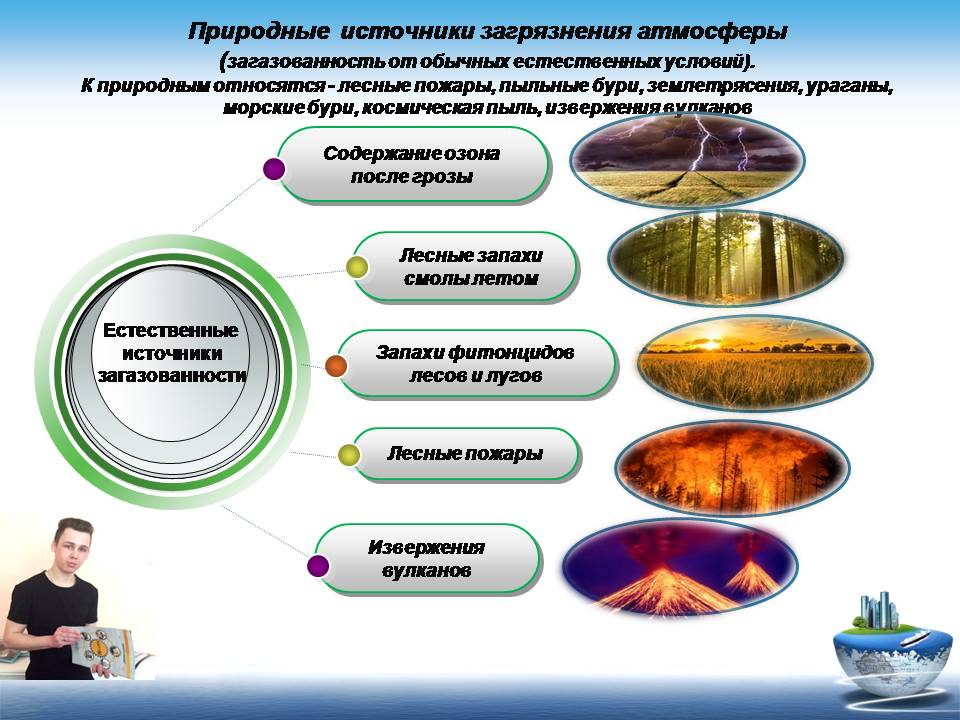 Природные источники загрязнения атмосферы
(загазованность от обычных естественных условий).
К природным относятся - лесные пожары, пыльные бури, землетрясения, ураганы,
морские бури, космическая пыль, извержения вулканов
Содержание озона
после грозы
Лесные запахи
смолы летом
Естественные
источники
загазованности
Запахи фитонцидов
лесов и лугов
Лесные пожары
Извержения
вулканов